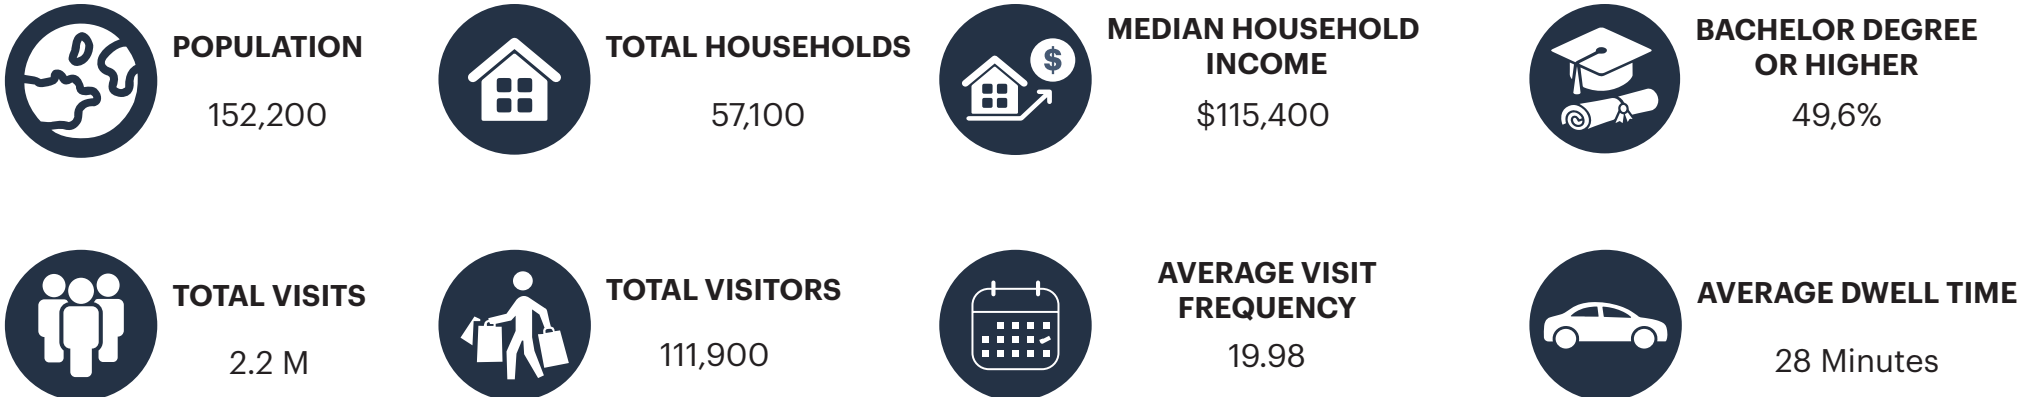 POPULATION
152,200
TOTAL HOUSEHOLDS
57,100
MEDIAN HOUSEHOLD
INCOME
$115,400
$
BACHELOR DEGREE
OR HIGHER
49,6%
TOTAL VISITS
2.2 M
TOTAL VISITORS
111,900
AVERAGE VISIT
FREQUENCY
19.98
AVERAGE DWELL TIME
28 Minutes